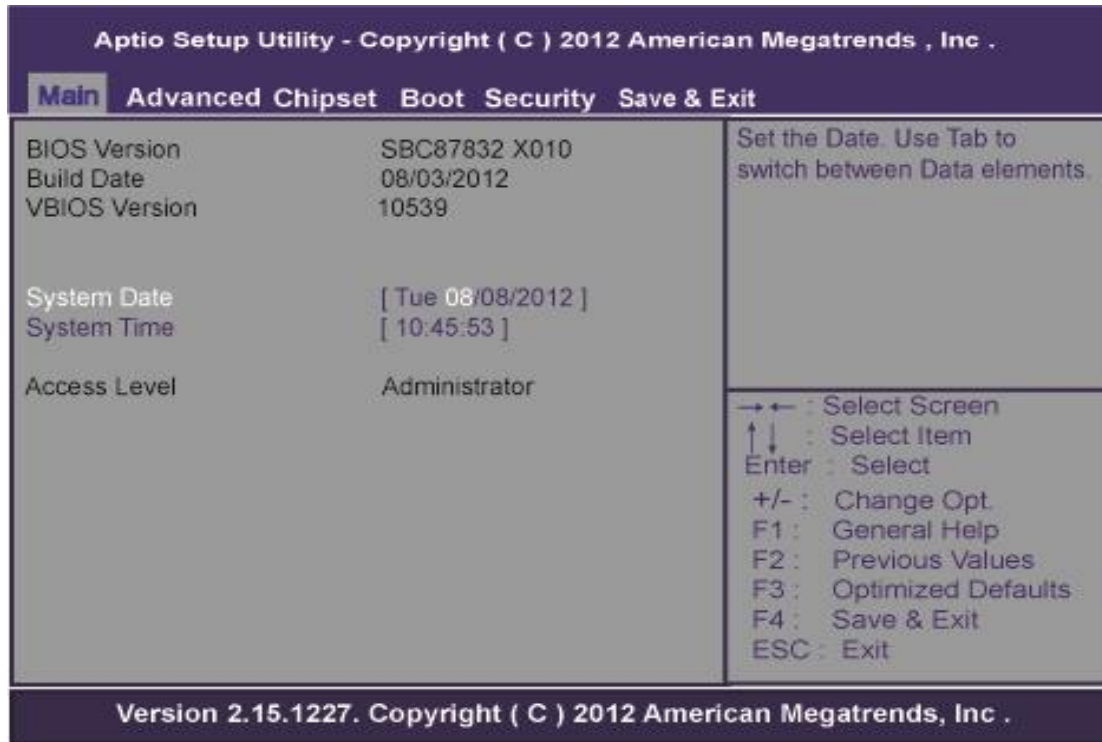 Aptio Setup Utility - Copyright ( C ) 2012 American Megatrends , Inc .
Main Advanced Chipset Boot Security Save & Exit
BIOS Version SBC87832 X010
Build Date 08/03/2012
VBIOS Version 10539
System Date [ Tue 08/08/2012 ]
System Time [ 10:45:53 ]
Access Level Administrator
Set the Date. Use Tab to
switch between Data elements.
→← : Select Screen
↑↓ : Select Item
Enter : Select
+/- : Change Opt.
F1 : General Help
F2 : Previous Values
F3 : Optimized Defaults
F4 : Save & Exit
ESC : Exit
Version 2.15.1227. Copyright ( C ) 2012 American Megatrends, Inc .